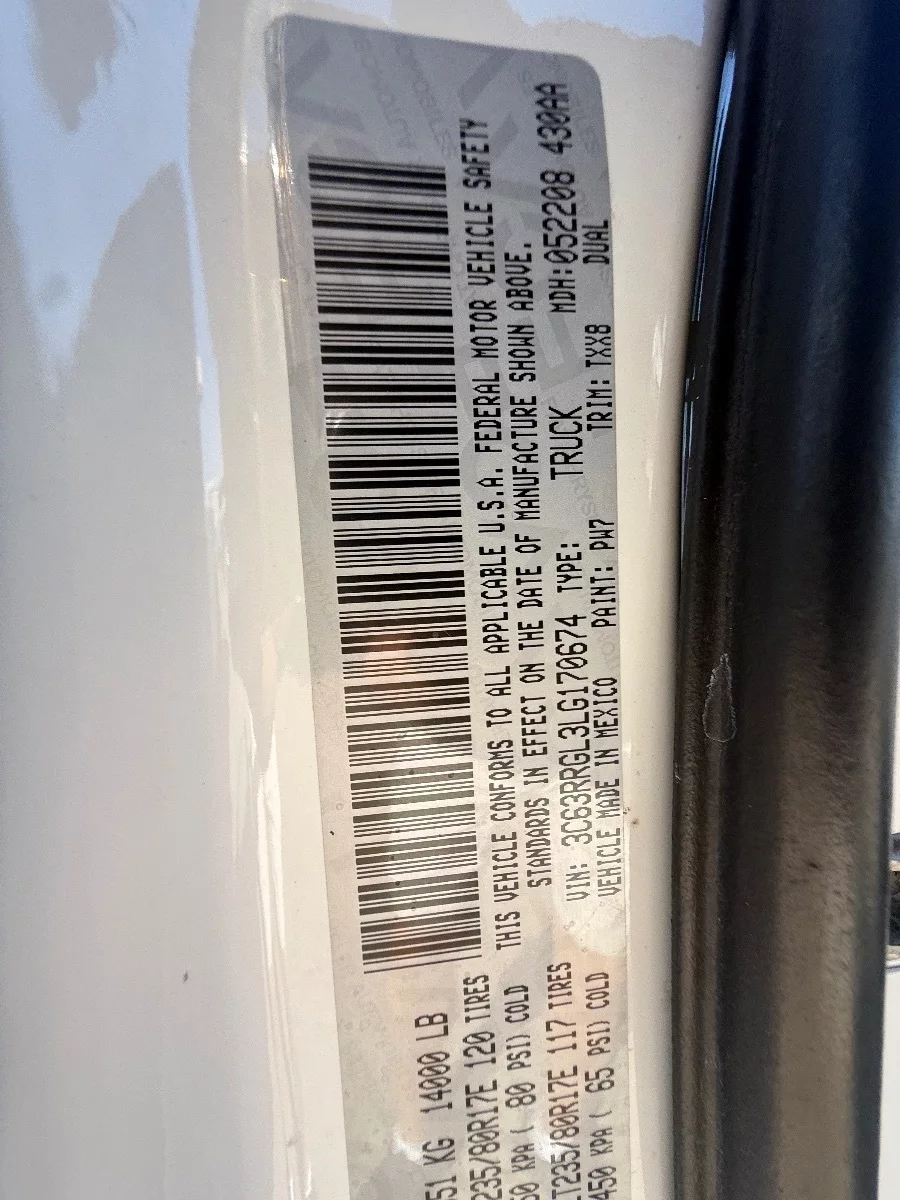 51 KG 14000 LB
235/80R17E 120 TIRES
50 KPA ( 80 PSI) COLD
LT235/80R17E 117 TIRES
450 KPA ( 65 PSI) COLD
THIS VEHICLE CONFORMS TO ALL APPLICABLE U.S.A. FEDERAL MOTOR VEHICLE SAFETY
STANDARDS IN EFFECT ON THE DATE OF MANUFACTURE SHOWN ABOVE.
VIN: 3C63RRGL3LG170674 TYPE: TRUCK MDH:052208 430AA
VEHICLE MADE IN MEXICO PAINT: PW7 TRIM: TXX8 DUAL